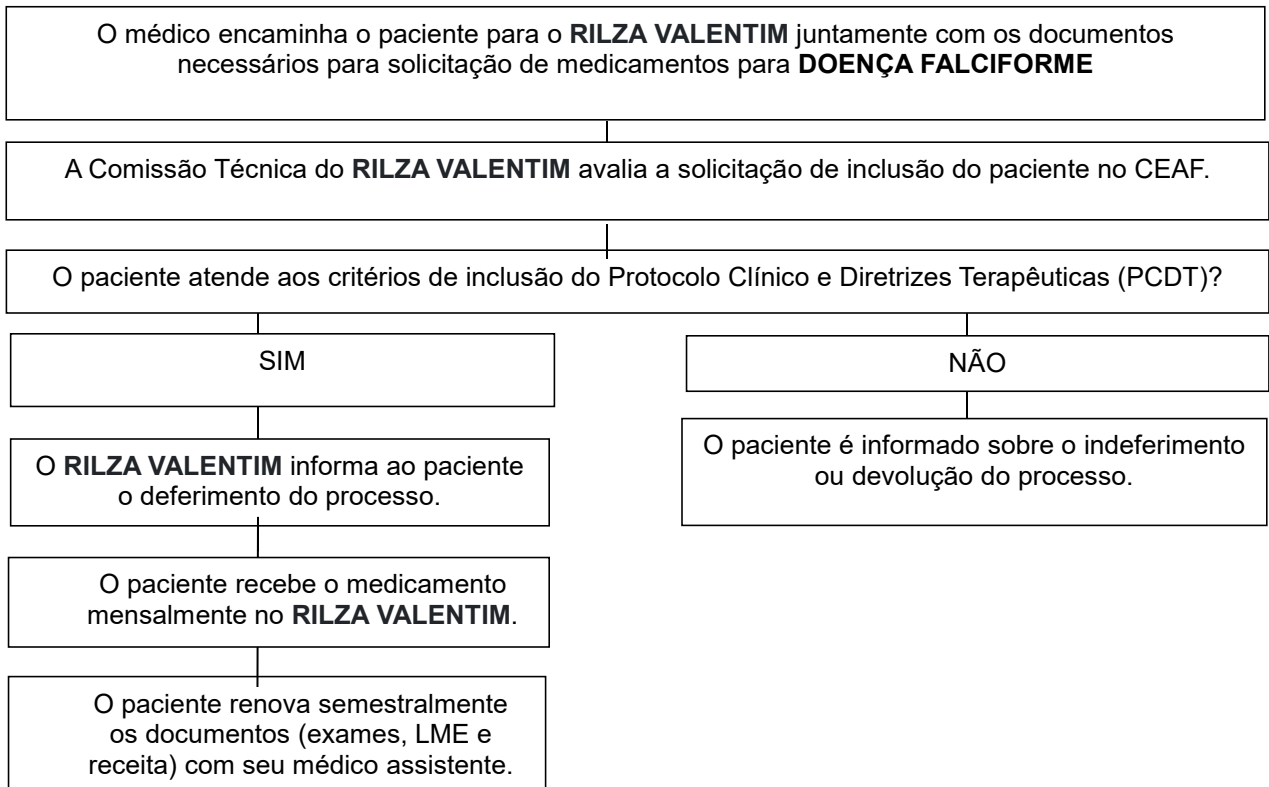 O médico encaminha o paciente para o RILZA VALENTIM juntamente com os documentos
necessários para solicitação de medicamentos para DOENÇA FALCIFORME
A Comissão Técnica do RILZA VALENTIM avalia a solicitação de inclusão do paciente no CEAF.
O paciente atende aos critérios de inclusão do Protocolo Clínico e Diretrizes Terapêuticas (PCDT)?
SIM
NÃO
O RILZA VALENTIM informa ao paciente
o deferimento do processo.
O paciente é informado sobre o indeferimento
ou devolução do processo.
O paciente recebe o medicamento
mensalmente no RILZA VALENTIM.
O paciente renova semestralmente
os documentos (exames, LME e
receita) com seu médico assistente.